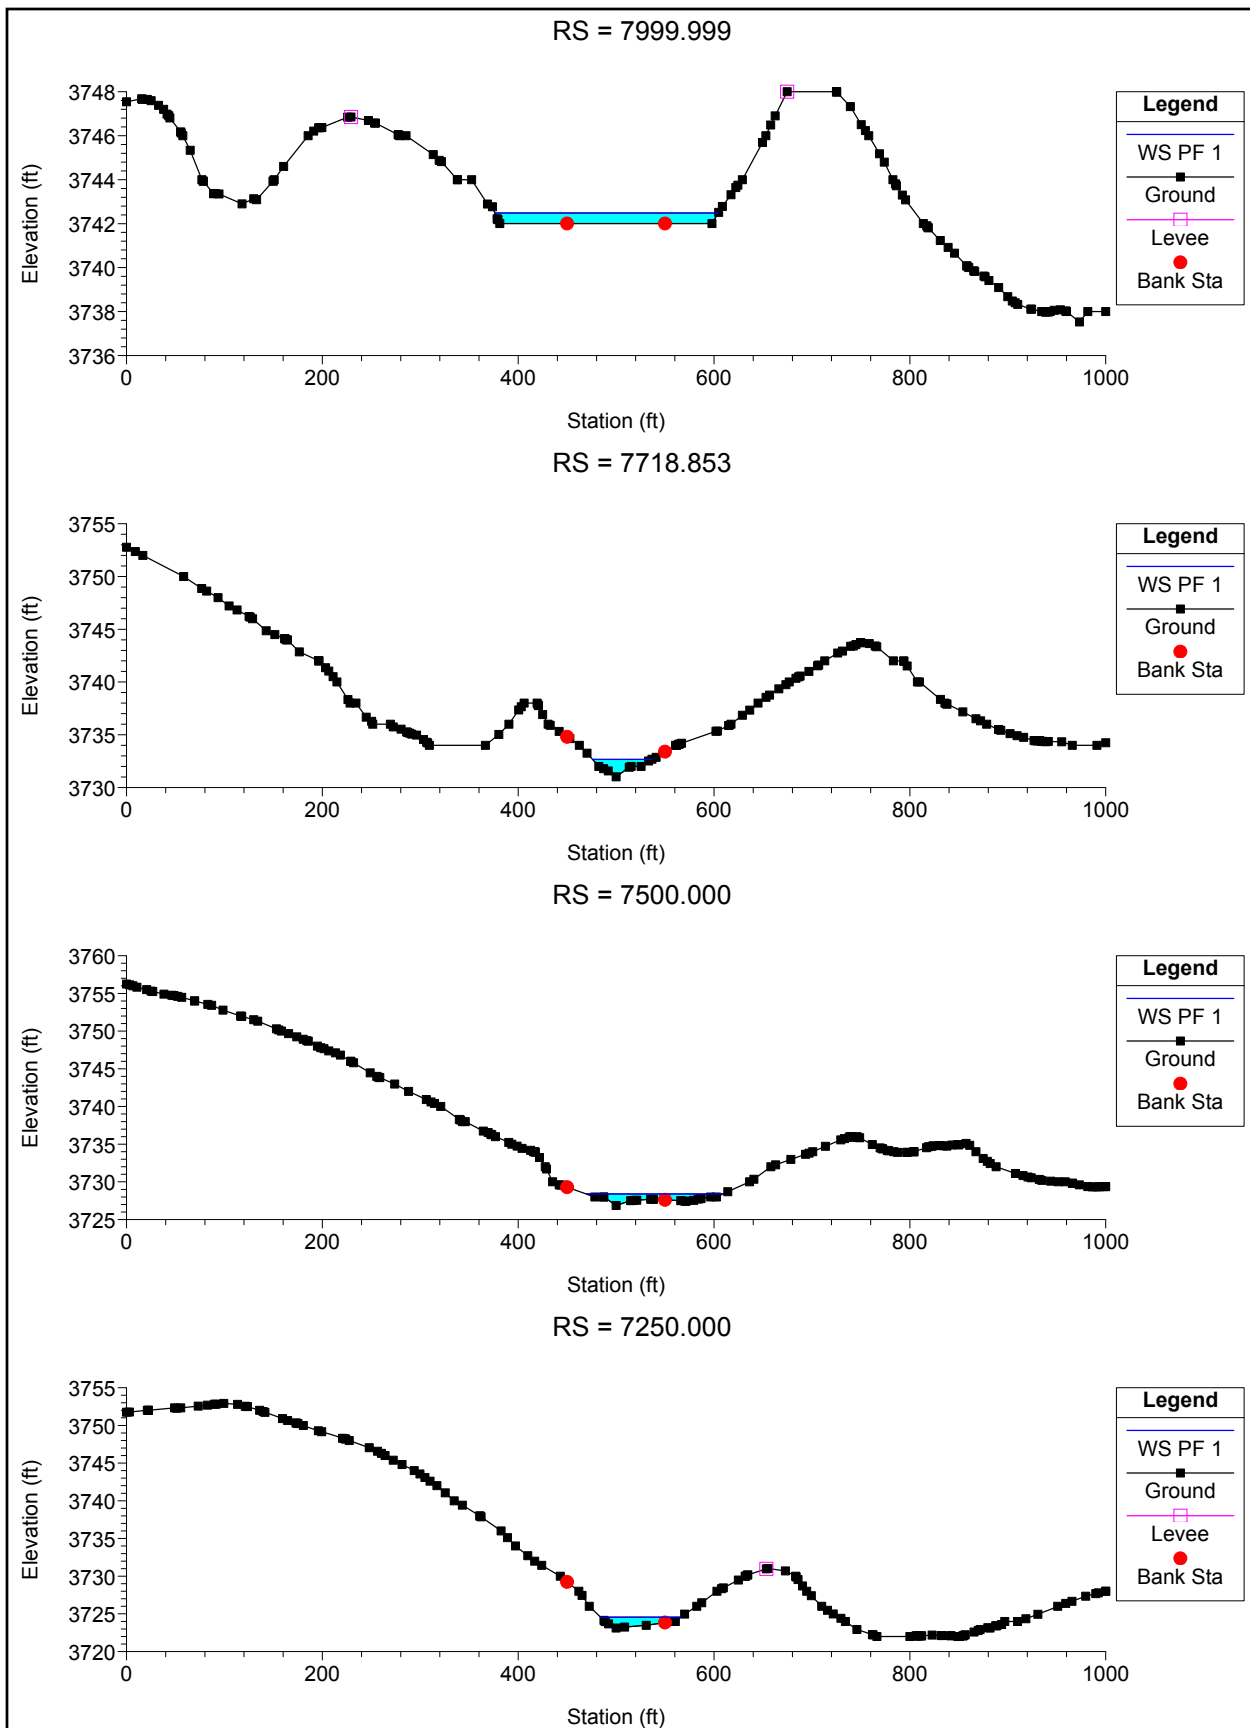 RS = 7999.999
Elevation (ft)
3748
3746
3744
3742
3740
3738
3736
0 200 400 600 800 1000
Station (ft)
Legend
WS PF 1
Ground
Levee
Bank Sta
RS = 7718.853
Elevation (ft)
3755
3750
3745
3740
3735
3730
0 200 400 600 800 1000
Station (ft)
Legend
WS PF 1
Ground
Bank Sta
RS = 7500.000
Elevation (ft)
3760
3755
3750
3745
3740
3735
3730
3725
0 200 400 600 800 1000
Station (ft)
Legend
WS PF 1
Ground
Bank Sta
RS = 7250.000
Elevation (ft)
3755
3750
3745
3740
3735
3730
3725
3720
0 200 400 600 800 1000
Station (ft)
Legend
WS PF 1
Ground
Levee
Bank Sta